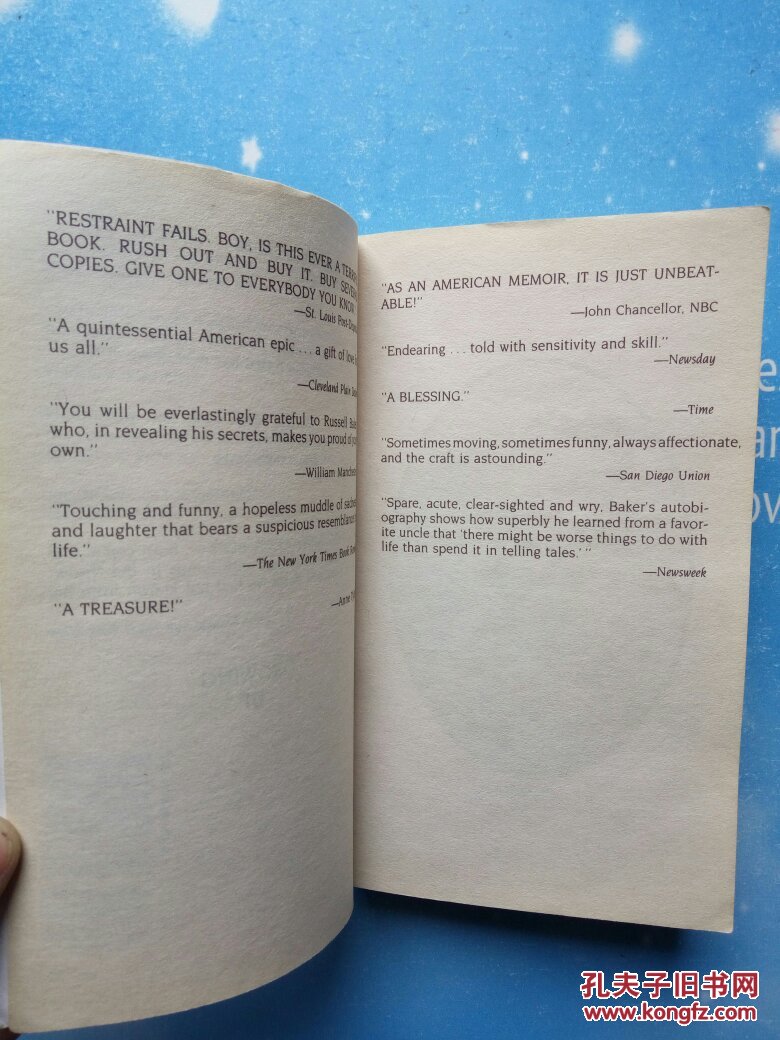 "RESTRAINT FAILS. BOY, IS THIS EVER A
BOOK. RUSH OUT AND BUY IT. BUY
COPIES. GIVE ONE TO EVERYBODY YOU KNOW
—St. Louis
"A quintessential American epic . . . a gift of
us all."
—Cleveland Plain
"You will be everlastingly grateful to Russell
who, in revealing his secrets, makes you proud of
own."
—William
"Touching and funny, a hopeless muddle of
and laughter that bears a suspicious
life."
—The New York Times Book
"A TREASURE!"
—Anne
"AS AN AMERICAN MEMOIR, IT IS JUST UNBEAT-
ABLE!"
—John Chancellor, NBC
"Endearing . . . told with sensitivity and skill."
—Newsday
"A BLESSING."
—Time
"Sometimes moving, sometimes funny, always affectionate,
and the craft is astounding."
—San Diego Union
"Spare, acute, clear-sighted and wry, Baker's autobi-
ography shows how superbly he learned from a favor-
ite uncle that 'there might be worse things to do with
life than spend it in telling tales.' "
—Newsweek
孔夫子旧书网
www.kongfz.com